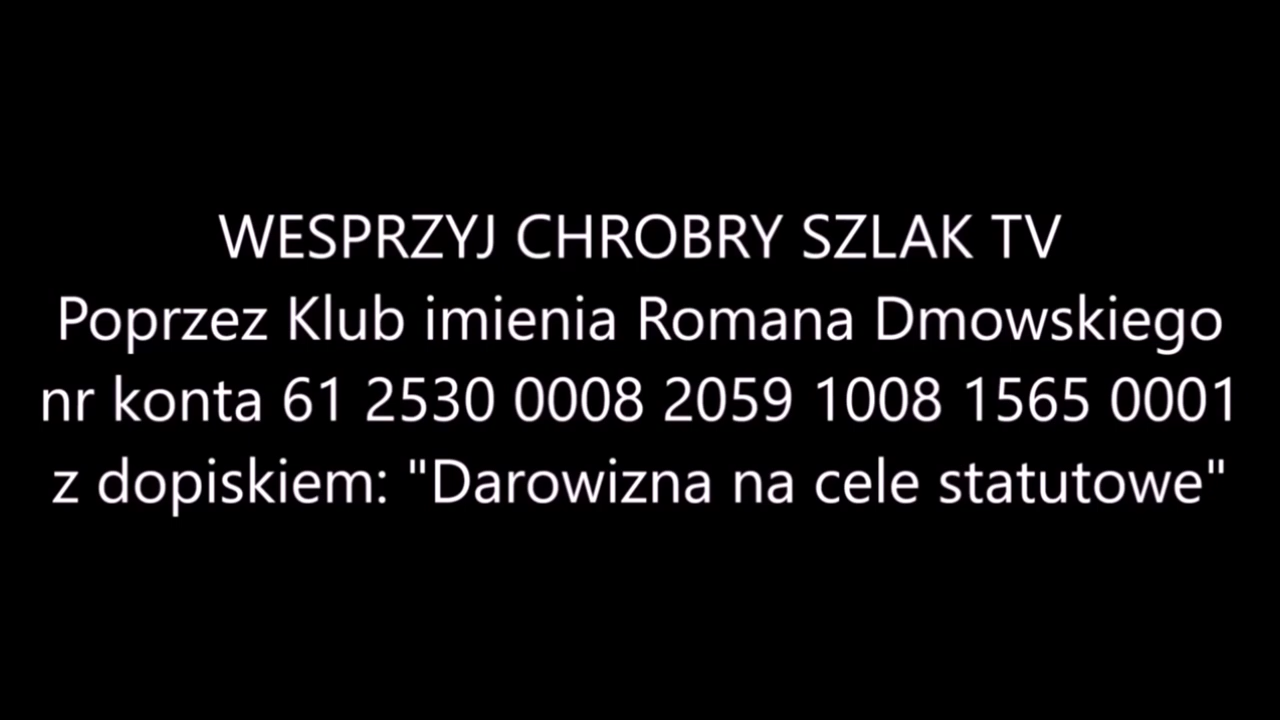 WESPRZYJ CHROBRY SZLAK TV
Poprzez Klub imienia Romana Dmowskiego
nr konta 61 2530 0008 2059 1008 1565 0001
z dopiskiem: "Darowizna na cele statutowe"